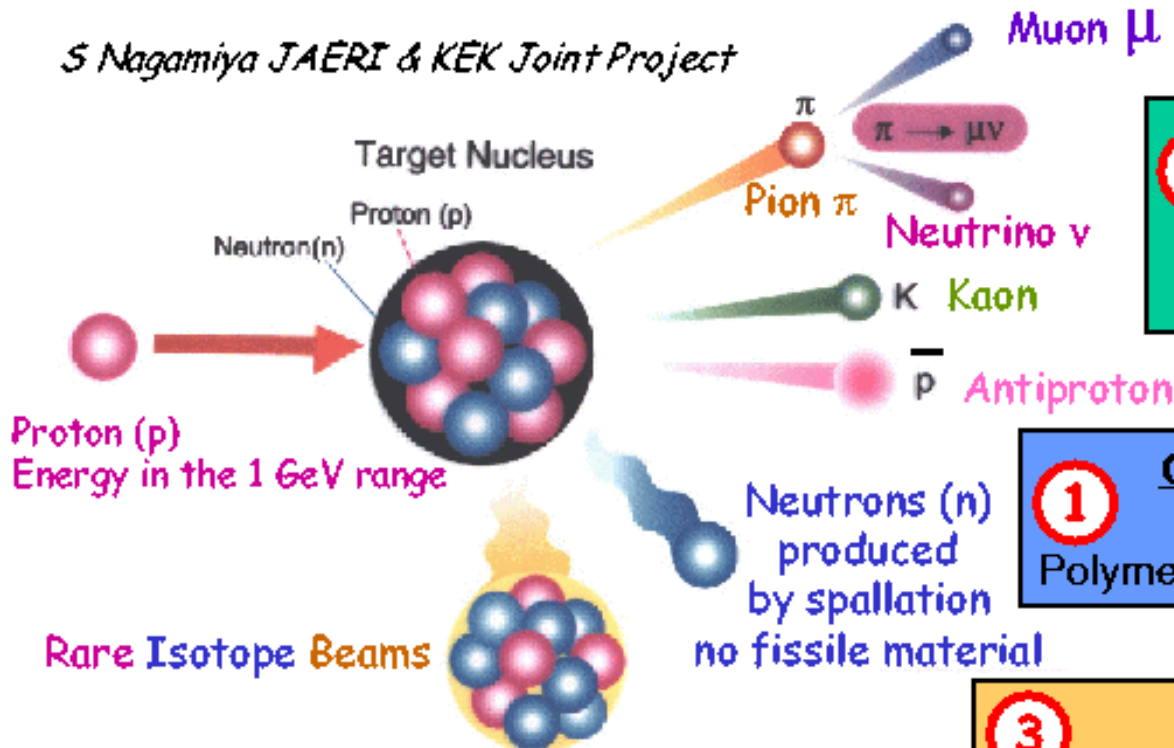 S Nagamiya JAERI & KEK Joint Project
Muon μ
π
π → μν
Target Nucleus
Pion π
Proton (p)
Neutrino ν
Neutron(n)
K Kaon
p̅ Antiproton
Proton (p)
Energy in the 1 GeV range
Neutrons (n)
produced
by spallation
no fissile material
1
Rare Isotope Beams
3